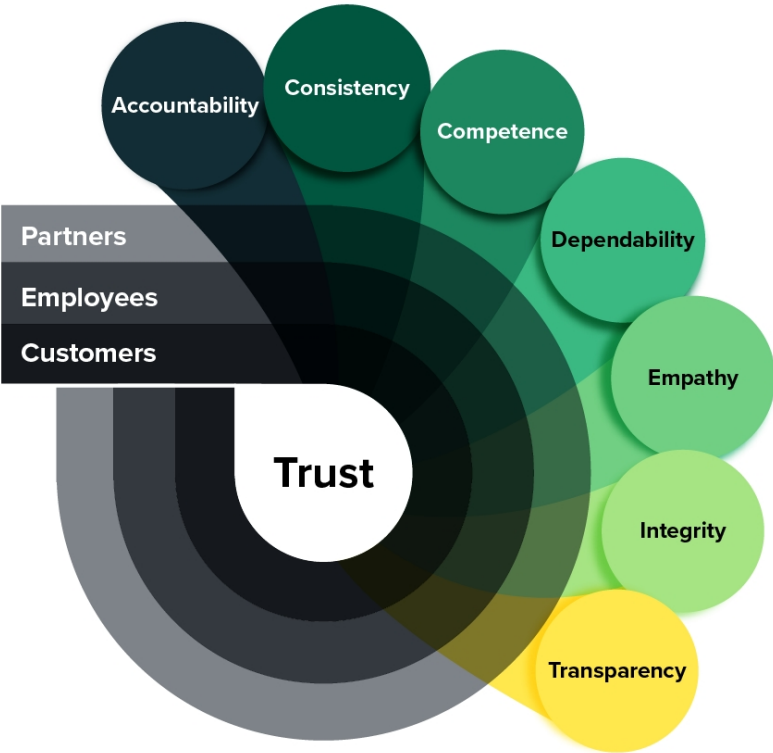 Accountability
Consistency
Competence
Dependability
Empathy
Integrity
Transparency
Partners
Employees
Customers
Trust